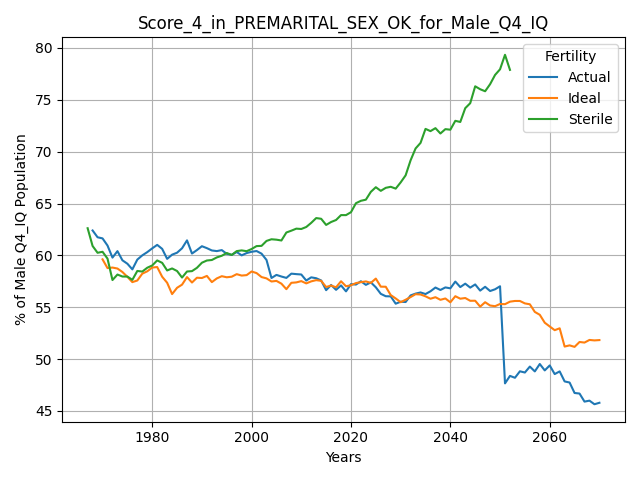 Score_4_in_PREMARITAL_SEX_OK_for_Male_Q4_IQ
% of Male Q4_IQ Population
80
75
70
65
60
55
50
45
Fertility
Actual
Ideal
Sterile
1980
2000
2020
2040
2060
Years